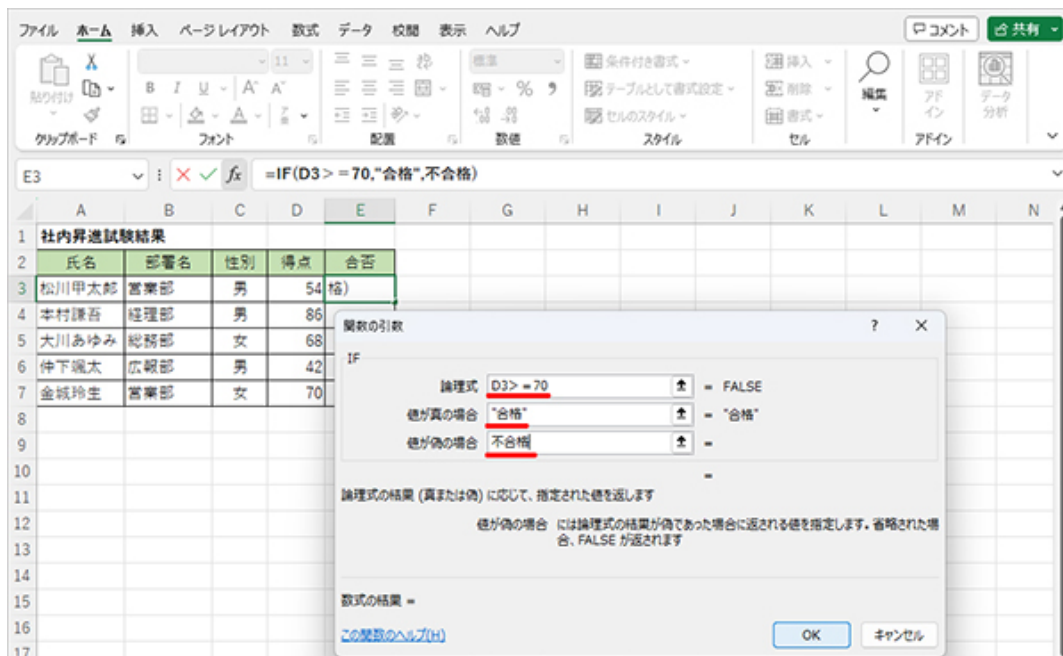 ファイル ホーム 挿入 ページ レイアウト 数式 データ 校閲 表示 ヘルプ コメント 共有
貼り付け 11 標準 条件付き書式 挿入
B I U A A % 9 テーブルとして書式設定 削除 編集 アドイン データ分析
A セルのスタイル 書式
クリップボード フォント 配置 数値 スタイル セル アドイン
E3 fx =IF(D3>=70,"合格",不合格)
A B C D E F G H I J K L M N
1 社内昇進試験結果
2 氏名 部署名 性別 得点 合否
3 松川甲太郎 営業部 男 54 格)
4 本村謙吾 経理部 男 86
5 大川あゆみ 総務部 女 68
6 仲下颯太 広報部 男 42
7 金城玲生 営業部 女 70
8
9
10
11
12
13
14
15
16
17
関数の引数 ? ×
IF
論理式 D3>=70 = FALSE
値が真の場合 "合格" = "合格"
値が偽の場合 不合格 =
=
論理式の結果 (真または偽) に応じて、指定された値を返します
値が偽の場合 には論理式の結果が偽であった場合に返される値を指定します。省略された場
合、FALSE が返されます
数式の結果 =
この関数のヘルプ(H) OK キャンセル